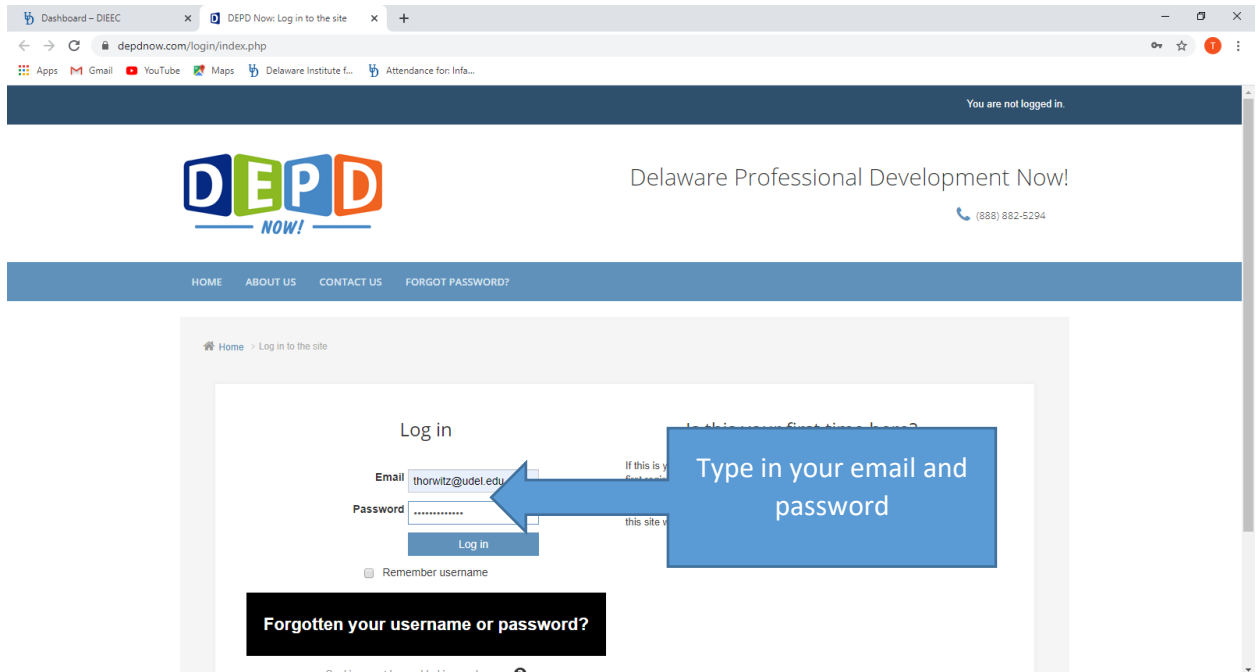 Dashboard – DIEEC
DEPD Now: Log in to the site
depdnow.com/login/index.php
T
Apps
Gmail
YouTube
Maps
Delaware Institute f...
Attendance for: Infa...
You are not logged in.
DEPD
NOW!
Delaware Professional Development Now!
(888) 882-5294
HOME ABOUT US CONTACT US FORGOT PASSWORD?
Home > Log in to the site
Log in
Email thorwitz@udel.edu
Password •••••••••••••
Log in
Remember username
Forgotten your username or password?
If this is y
this site w
Type in your email and
password